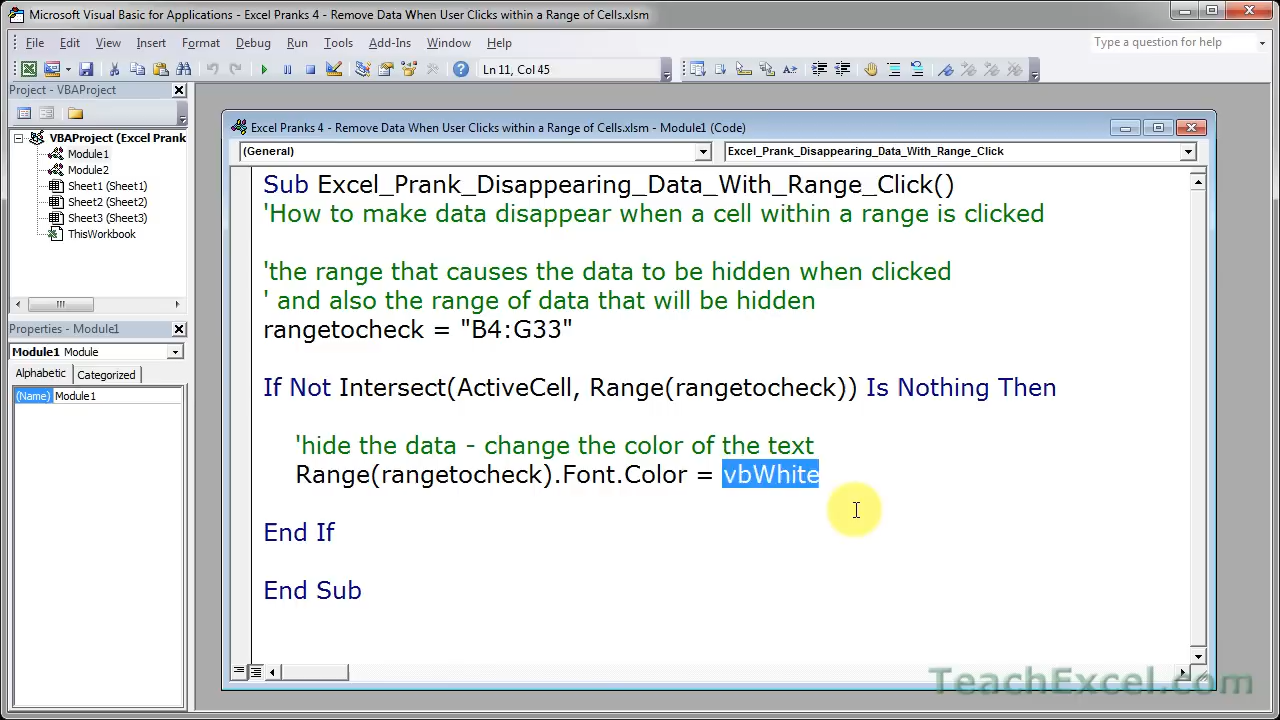 Microsoft Visual Basic for Applications - Excel Pranks 4 - Remove Data When User Clicks within a Range of Cells.xlsm
File Edit View Insert Format Debug Run Tools Add-Ins Window Help
Type a question for help
Ln 11, Col 45
Project - VBAProject
VBAProject (Excel Prank
Module1
Module2
Sheet1 (Sheet1)
Sheet2 (Sheet2)
Sheet3 (Sheet3)
ThisWorkbook
Properties - Module1
Module1 Module
Alphabetic Categorized
(Name) Module1
Excel Pranks 4 - Remove Data When User Clicks within a Range of Cells.xlsm - Module1 (Code)
(General) Excel_Prank_Disappearing_Data_With_Range_Click
Sub Excel_Prank_Disappearing_Data_With_Range_Click()
'How to make data disappear when a cell within a range is clicked
'the range that causes the data to be hidden when clicked
' and also the range of data that will be hidden
rangetocheck = "B4:G33"
If Not Intersect(ActiveCell, Range(rangetocheck)) Is Nothing Then
'hide the data - change the color of the text
Range(rangetocheck).Font.Color = vbWhite
End If
End Sub
TeachExcel.com